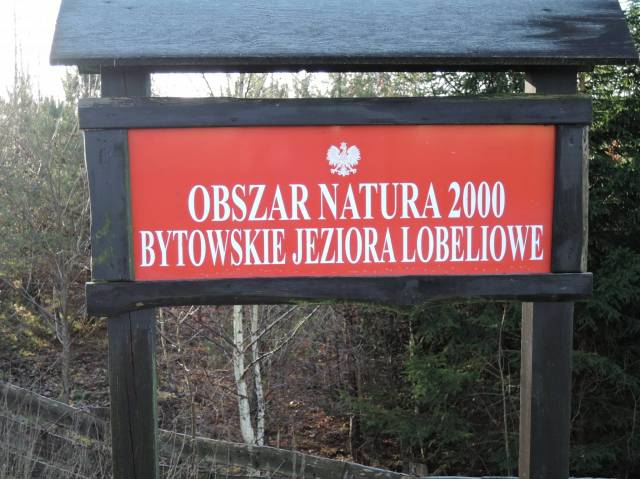 OBSZAR NATURA 2000
BYTOWSKIE JEZIORA LOBELIOWE